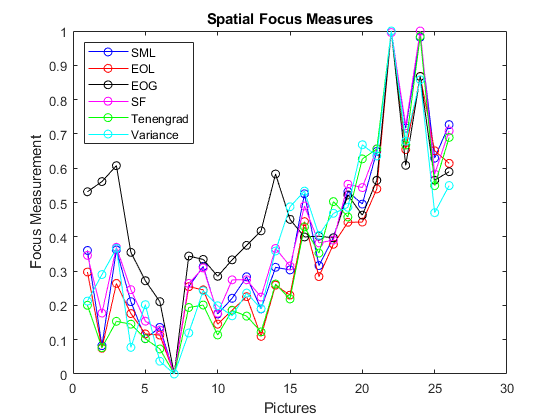 Spatial Focus Measures
1
0.9
0.8
0.7
0.6
0.5
0.4
0.3
0.2
0.1
0
Focus Measurement
SML
EOL
EOG
SF
Tenengrad
Variance
0 5 10 15 20 25 30
Pictures